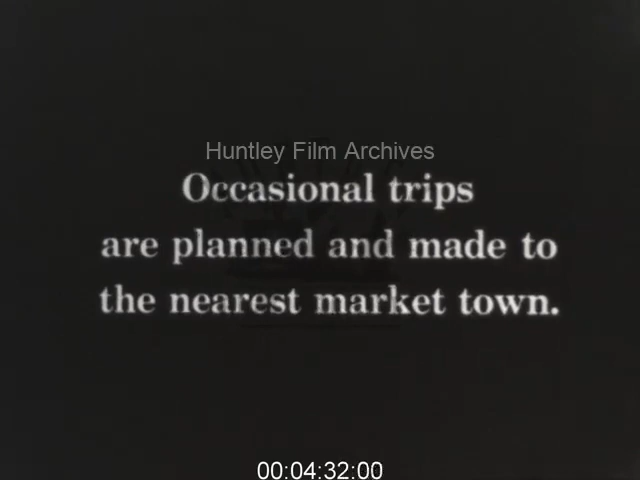 Huntley Film Archives
Occasional trips
are planned and made to
the nearest market town.
00:04:32:00